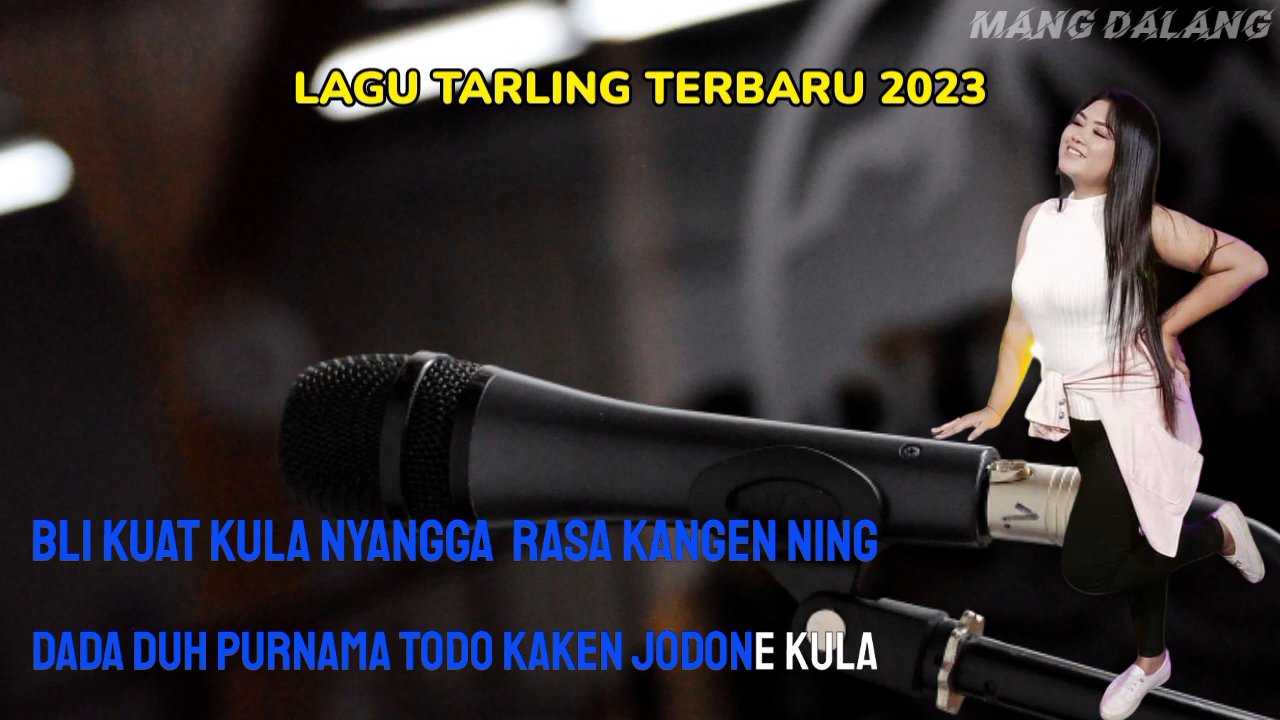 MANG DALANG
LAGU TARLING TERBARU 2023
BLI KUAT KULA NYANGGA RASA KANGEN NING
DADA DUH PURNAMA TODO KAKEN JODONE KULA